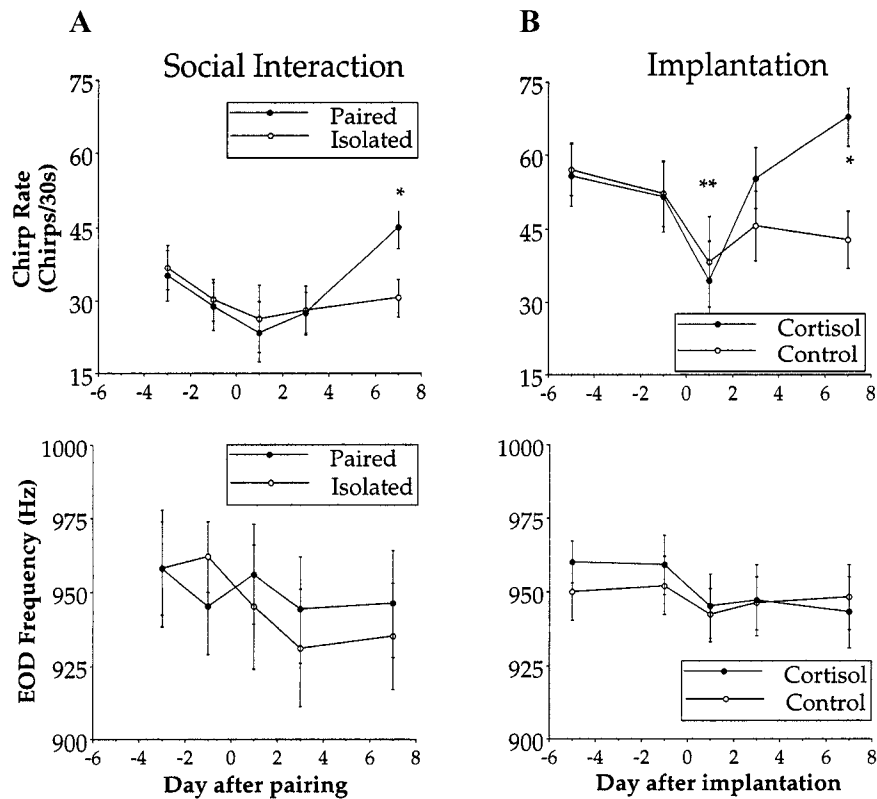 A
B
Social Interaction
Implantation
Chirp Rate
(Chirps/30s)
75
60
45
30
15
-6 -4 -2 0 2 4 6 8
Paired
Isolated
*
75
60
45
30
15
-6 -4 -2 0 2 4 6 8
**
*
Cortisol
Control
EOD Frequency (Hz)
1000
975
950
925
900
-6 -4 -2 0 2 4 6 8
Paired
Isolated
Day after pairing
1000
975
950
925
900
-6 -4 -2 0 2 4 6 8
Cortisol
Control
Day after implantation